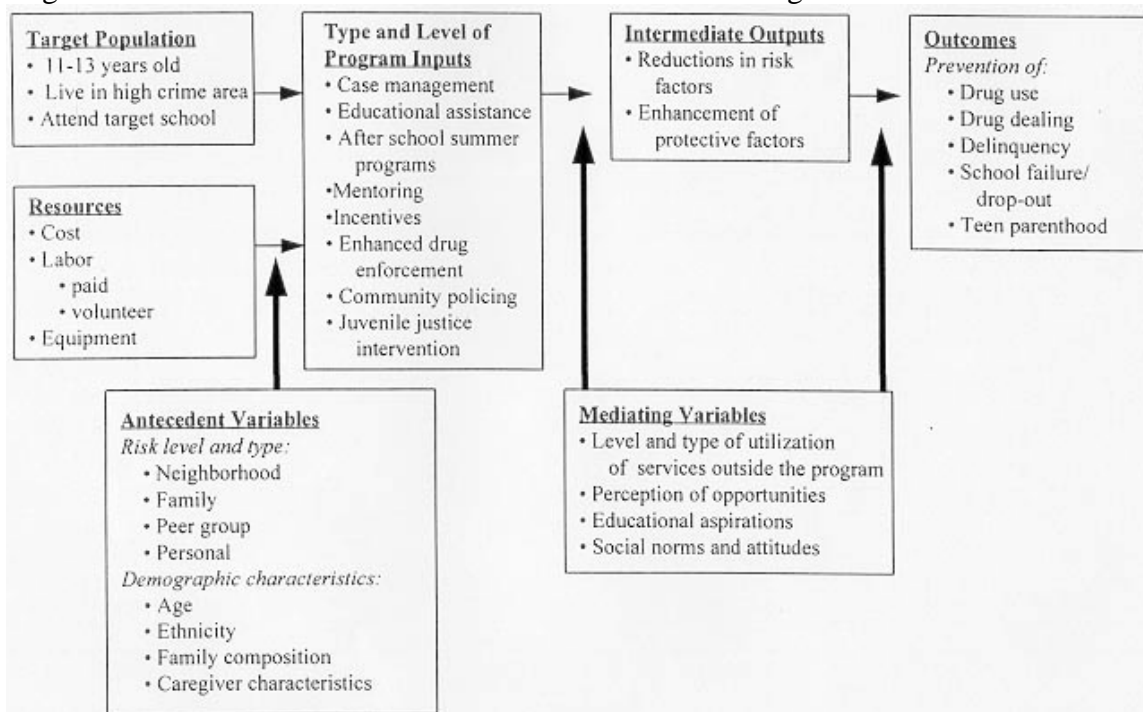 Target Population
• 11-13 years old
• Live in high crime area
• Attend target school
Resources
• Cost
• Labor
• paid
• volunteer
• Equipment
Type and Level of
Program Inputs
• Case management
• Educational assistance
• After school summer
programs
•Mentoring
•Incentives
• Enhanced drug
enforcement
• Community policing
• Juvenile justice
intervention
Intermediate Outputs
• Reductions in risk
factors
• Enhancement of
protective factors
Outcomes
Prevention of:
• Drug use
• Drug dealing
• Delinquency
• School failure/
drop-out
• Teen parenthood
Antecedent Variables
Risk level and type:
• Neighborhood
• Family
• Peer group
• Personal
Demographic characteristics:
• Age
• Ethnicity
• Family composition
• Caregiver characteristics
Mediating Variables
• Level and type of utilization
of services outside the program
• Perception of opportunities
• Educational aspirations
• Social norms and attitudes